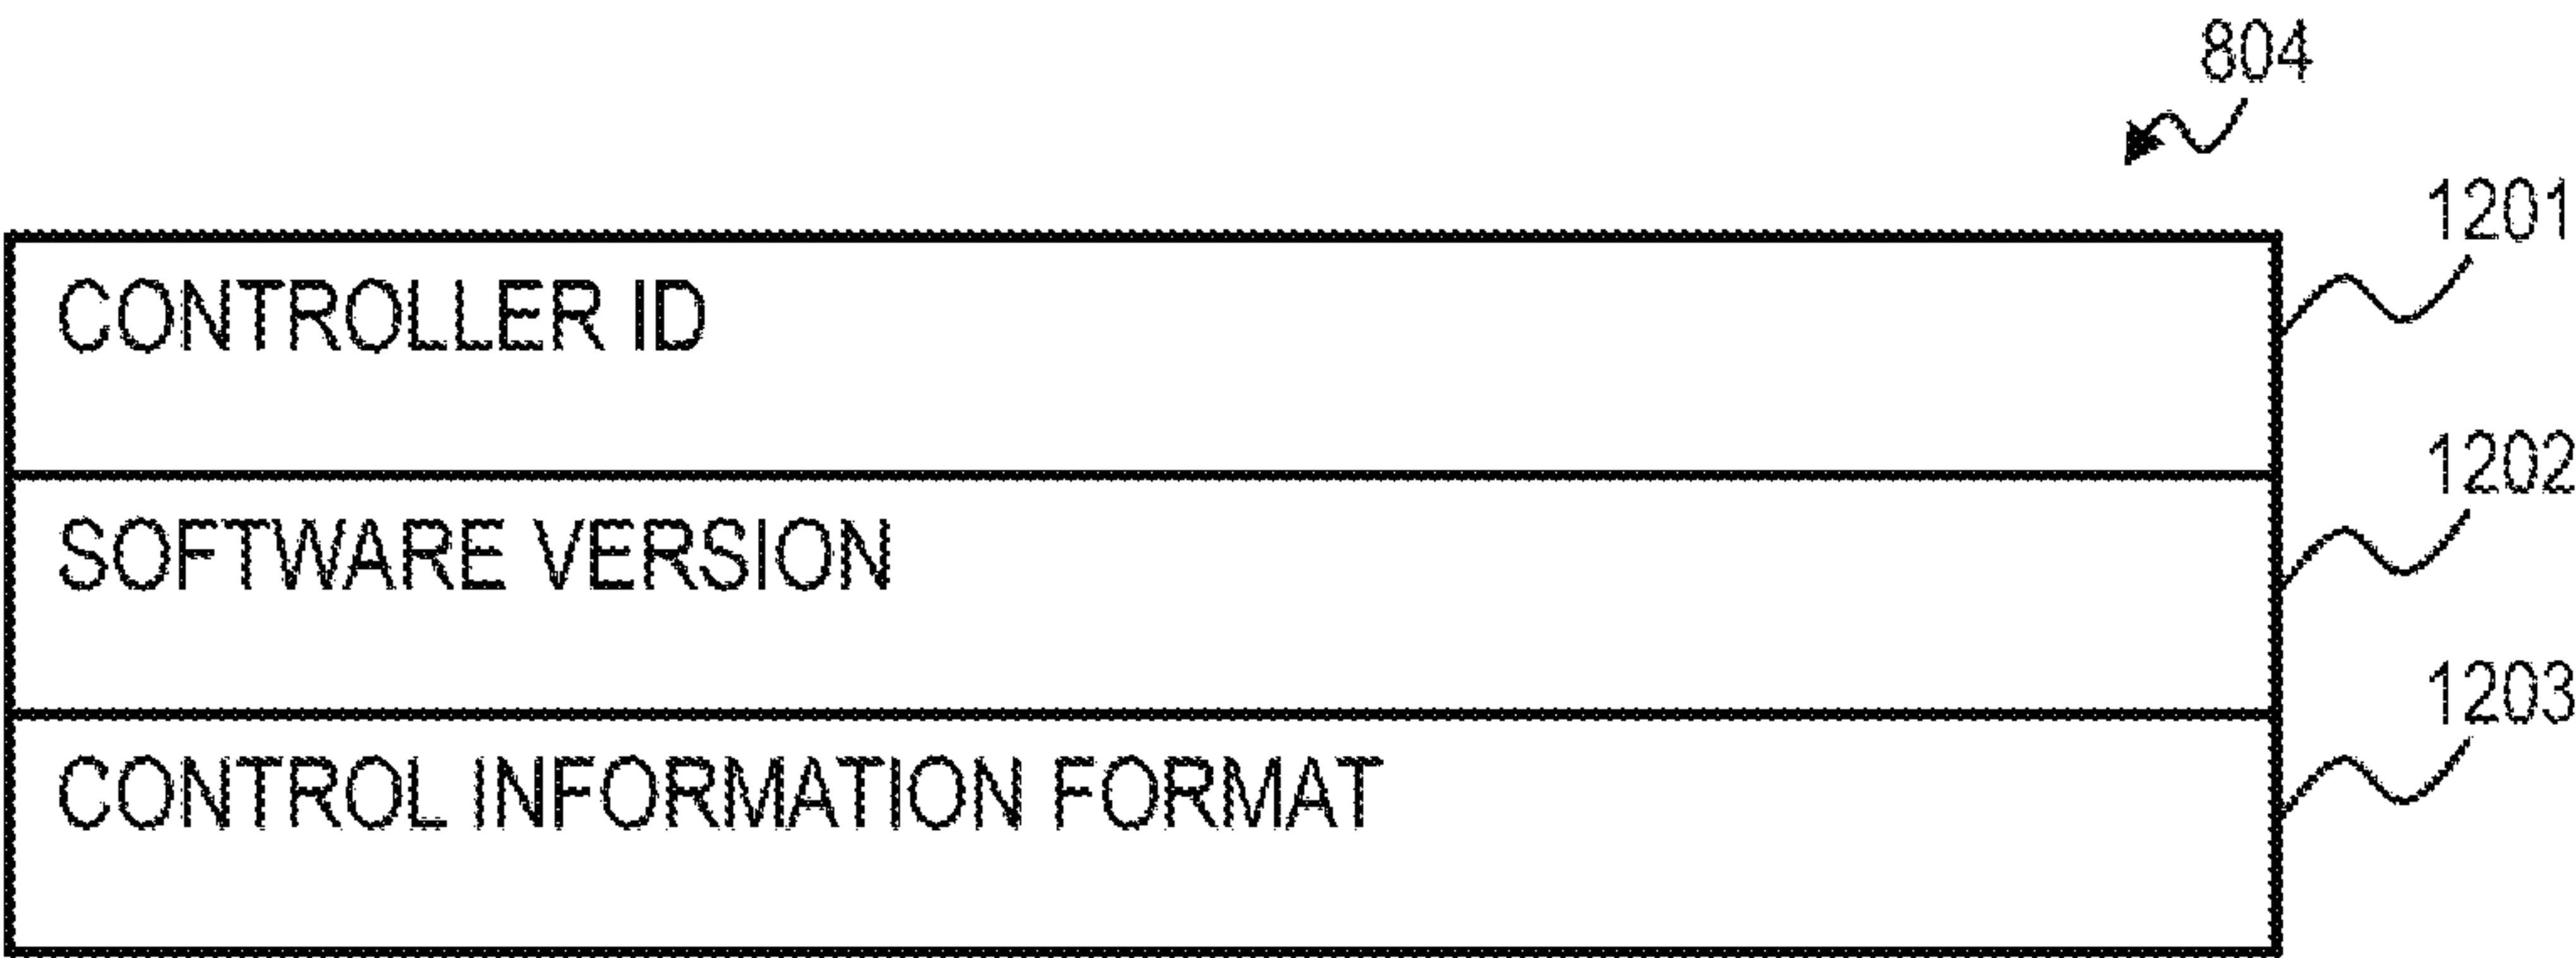 804
1201
CONTROLLER ID
1202
SOFTWARE VERSION
1203
CONTROL INFORMATION FORMAT